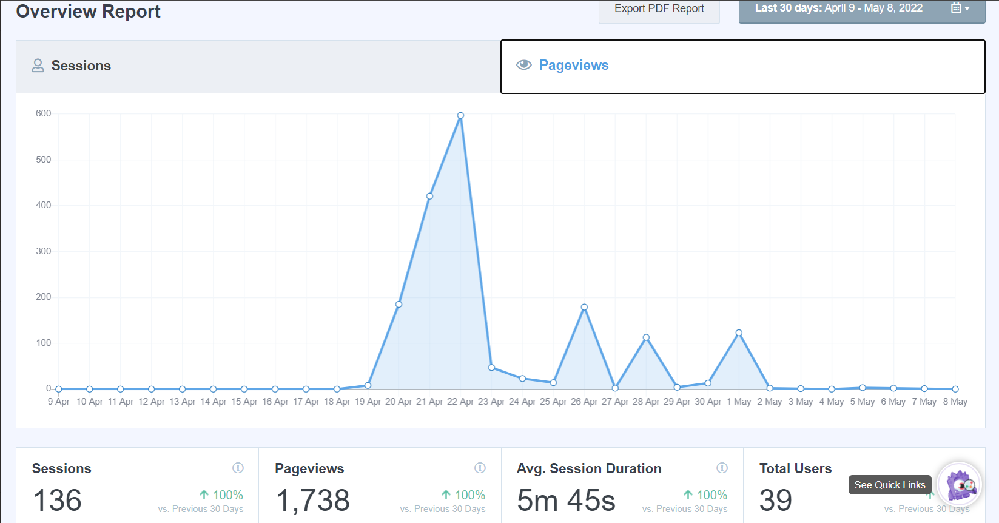 Overview Report
Export PDF Report
Last 30 days: April 9 - May 8, 2022
Sessions
Pageviews
600
500
400
300
200
100
0
9 Apr 10 Apr 11 Apr 12 Apr 13 Apr 14 Apr 15 Apr 16 Apr 17 Apr 18 Apr 19 Apr 20 Apr 21 Apr 22 Apr 23 Apr 24 Apr 25 Apr 26 Apr 27 Apr 28 Apr 29 Apr 30 Apr 1 May 2 May 3 May 4 May 5 May 6 May 7 May 8 May
Sessions
136
100%
vs. Previous 30 Days
Pageviews
1,738
100%
vs. Previous 30 Days
Avg. Session Duration
5m 45s
100%
vs. Previous 30 Days
Total Users
39
See Quick Links
vs. Previous 30 Days